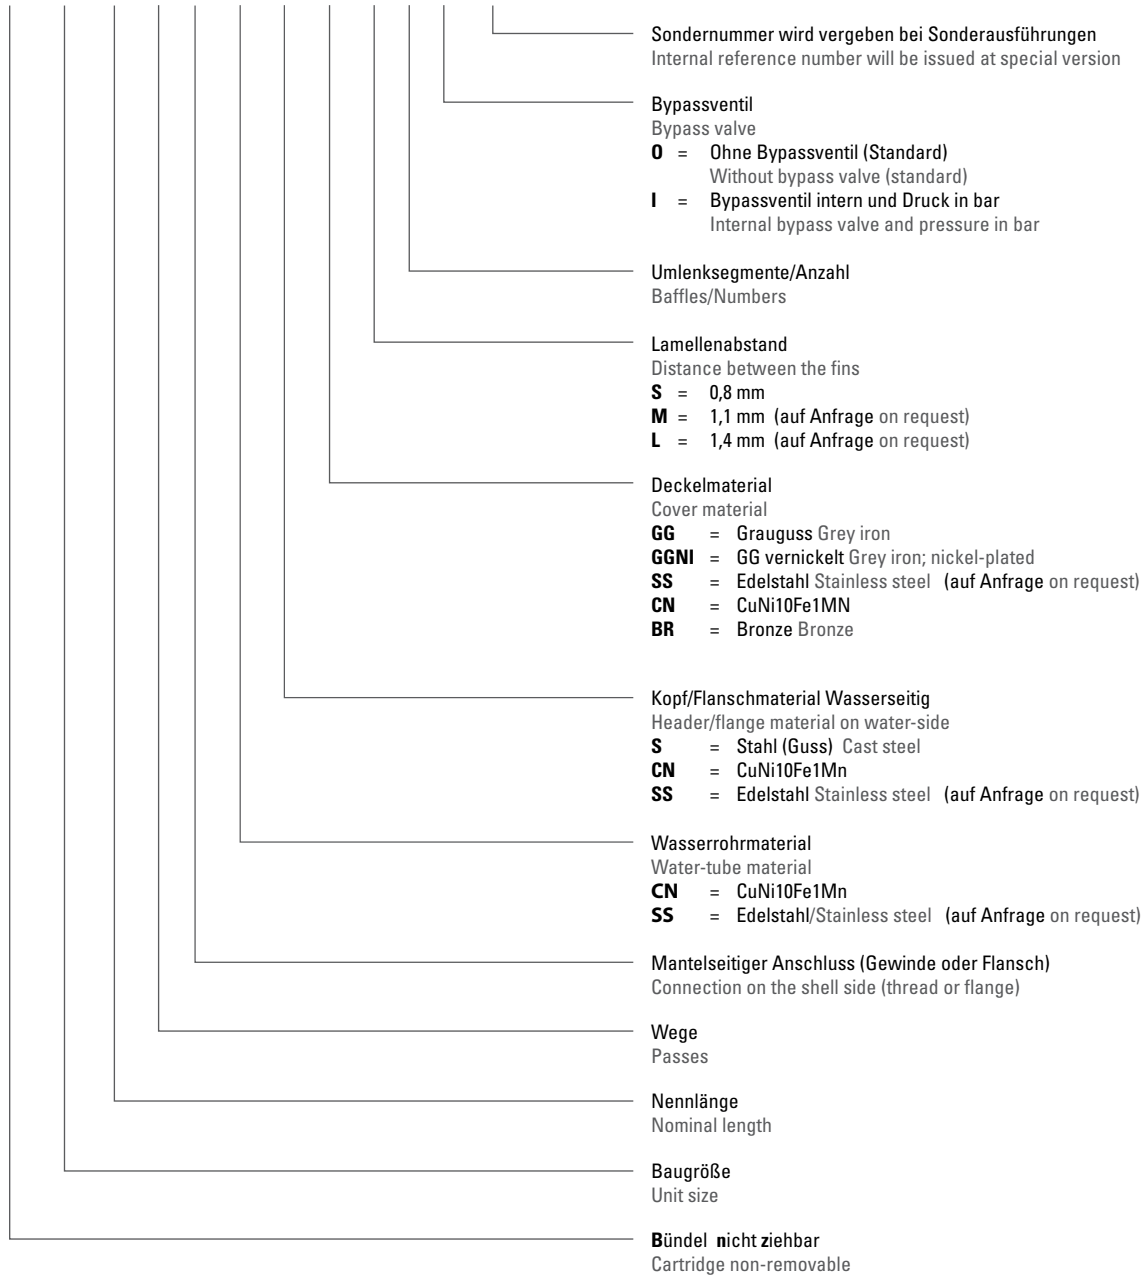 Sondernummer wird vergeben bei Sonderausführungen
Internal reference number will be issued at special version
Bypassventil
Bypass valve
O = Ohne Bypassventil (Standard)
Without bypass valve (standard)
I = Bypassventil intern und Druck in bar
Internal bypass valve and pressure in bar
Umlenksegmente/Anzahl
Baffles/Numbers
Lamellenabstand
Distance between the fins
S = 0,8 mm
M = 1,1 mm (auf Anfrage on request)
L = 1,4 mm (auf Anfrage on request)
Deckelmaterial
Cover material
GG = Grauguss Grey iron
GGNI = GG vernickelt Grey iron; nickel-plated
SS = Edelstahl Stainless steel (auf Anfrage on request)
CN = CuNi10Fe1MN
BR = Bronze Bronze
Kopf/Flanschmaterial Wasserseitig
Header/flange material on water-side
S = Stahl (Guss) Cast steel
CN = CuNi10Fe1Mn
SS = Edelstahl Stainless steel (auf Anfrage on request)
Wasserrohrmaterial
Water-tube material
CN = CuNi10Fe1Mn
SS = Edelstahl/Stainless steel (auf Anfrage on request)
Mantelseitiger Anschluss (Gewinde oder Flansch)
Connection on the shell side (thread or flange)
Wege
Passes
Nennlänge
Nominal length
Baugröße
Unit size
Bündel nicht ziehbar
Cartridge non-removable